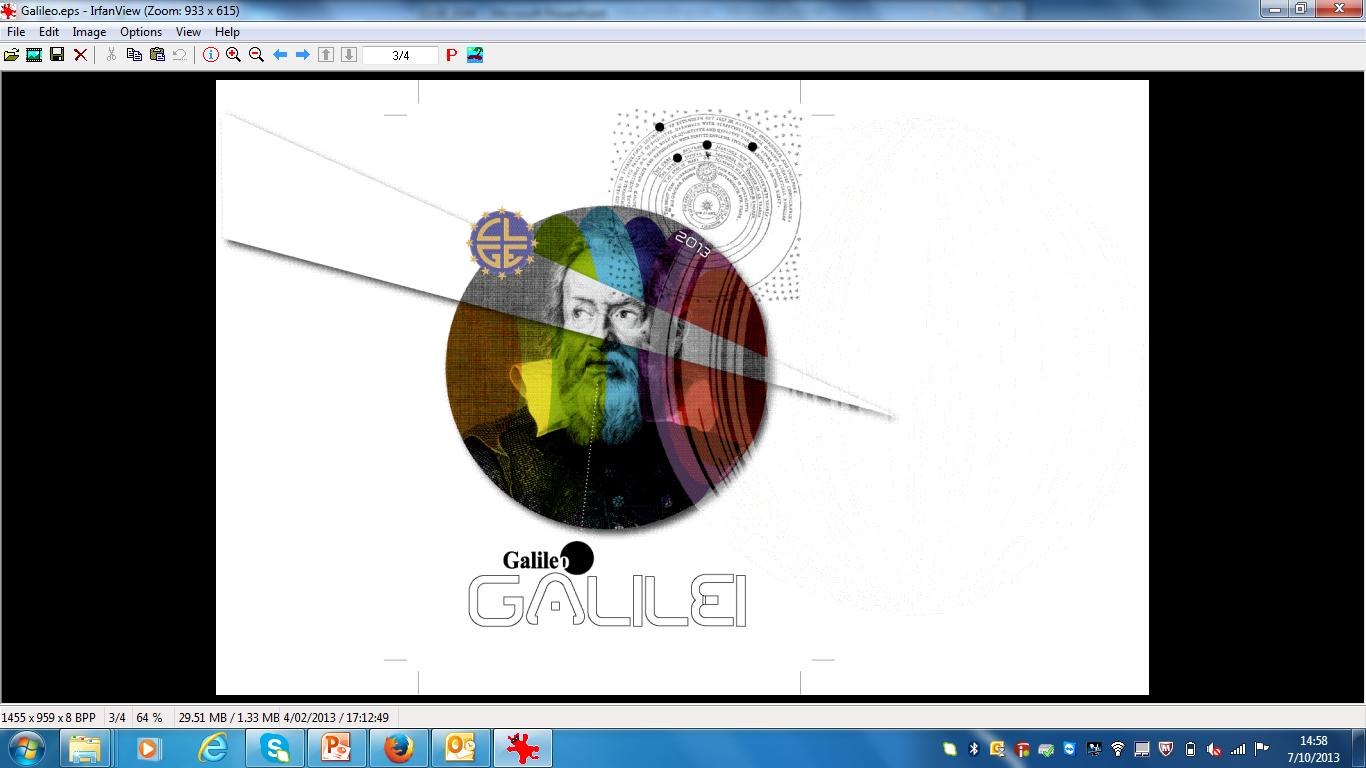 Galileo.eps - IrfanView (Zoom: 933 x 615)
File Edit Image Options View Help
3/4
P
CL
GE
2013
Galileo
GALILEI
1455 x 959 x 8 BPP 3/4 64 % 29.51 MB / 1.33 MB 4/02/2013 / 17:12:49
14:58
7/10/2013